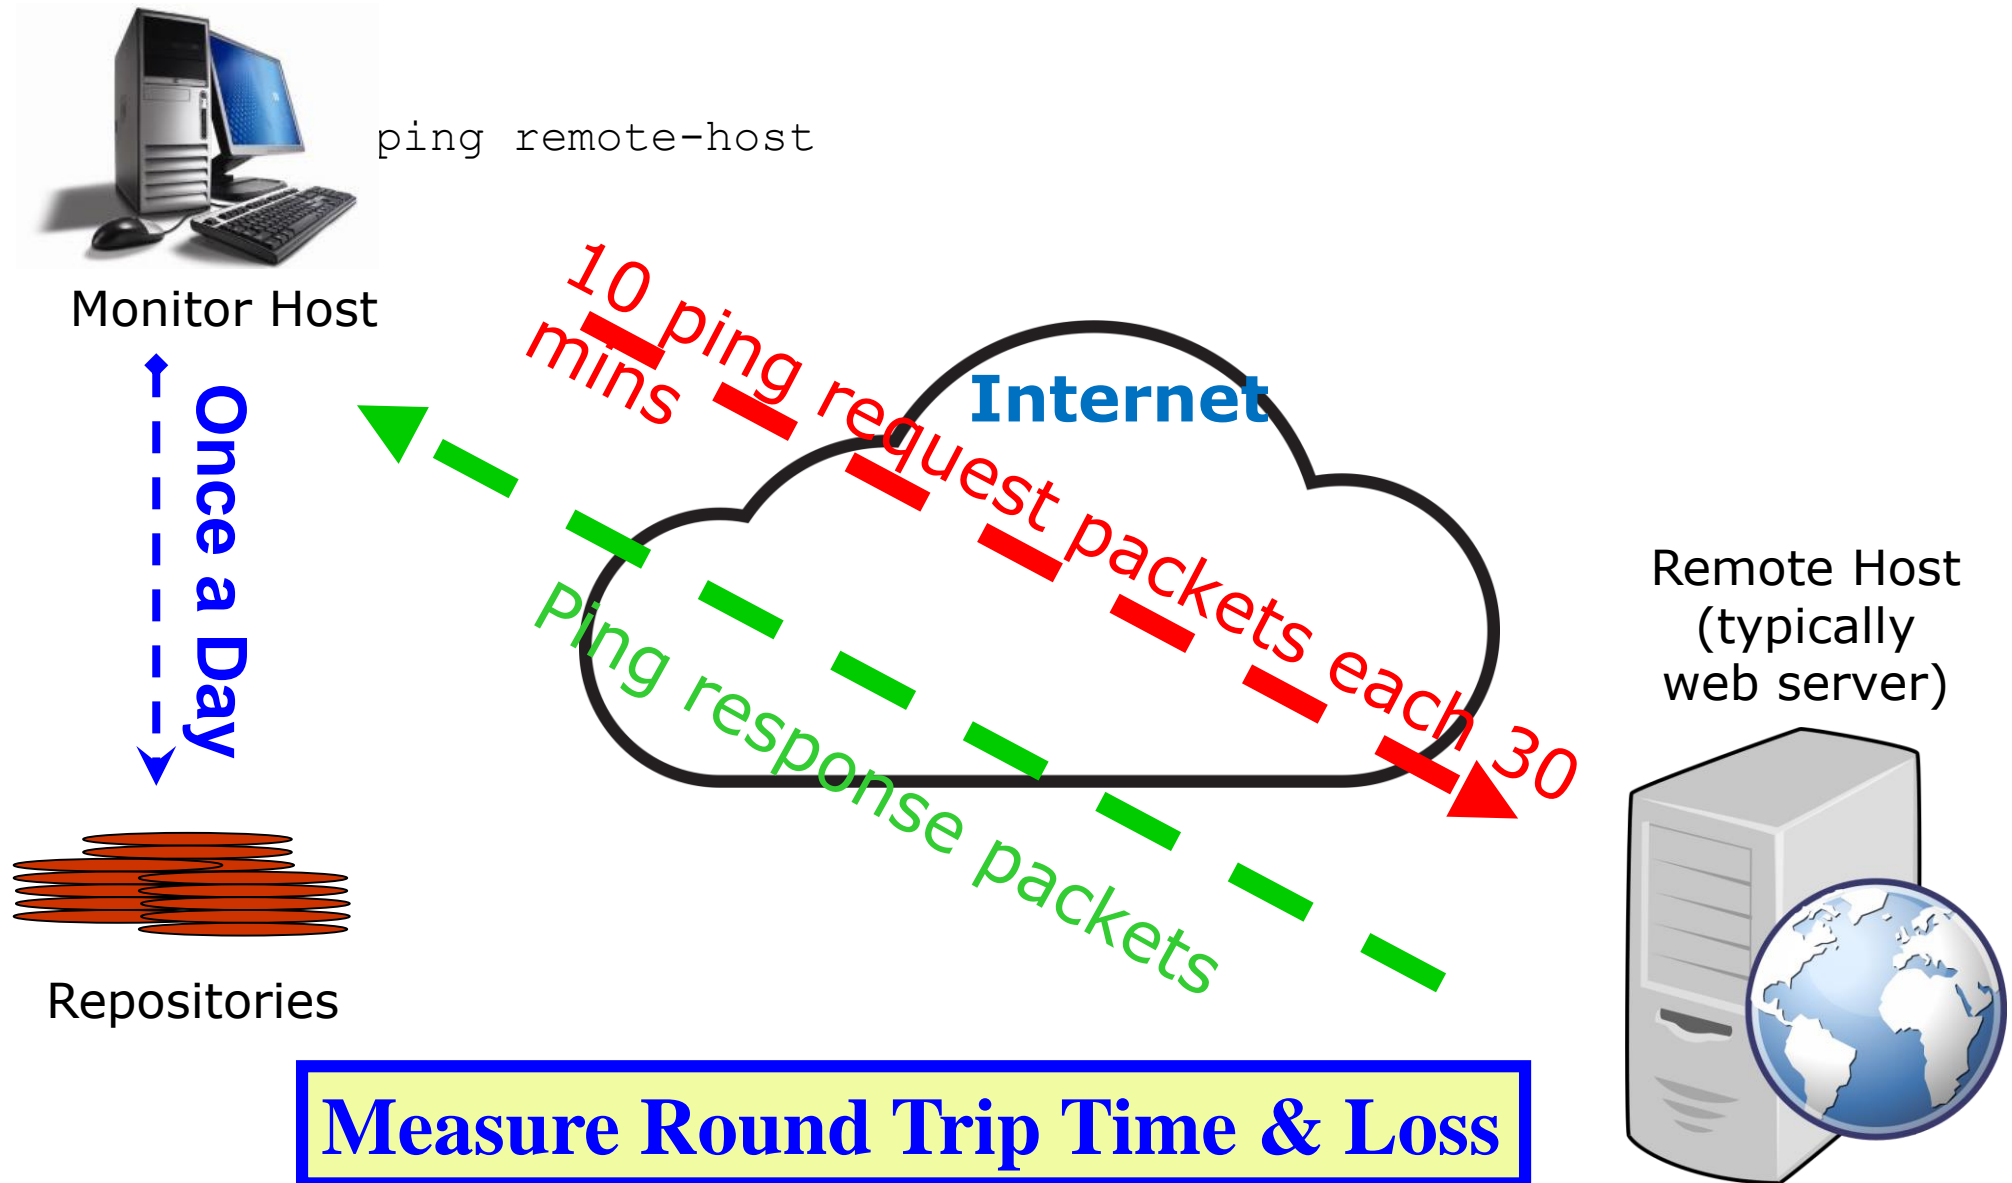 ping remote-host
Monitor Host
10 ping request packets each 30
mins
Internet
Once a Day
Ping response packets
Remote Host
(typically
web server)
Repositories
Measure Round Trip Time & Loss